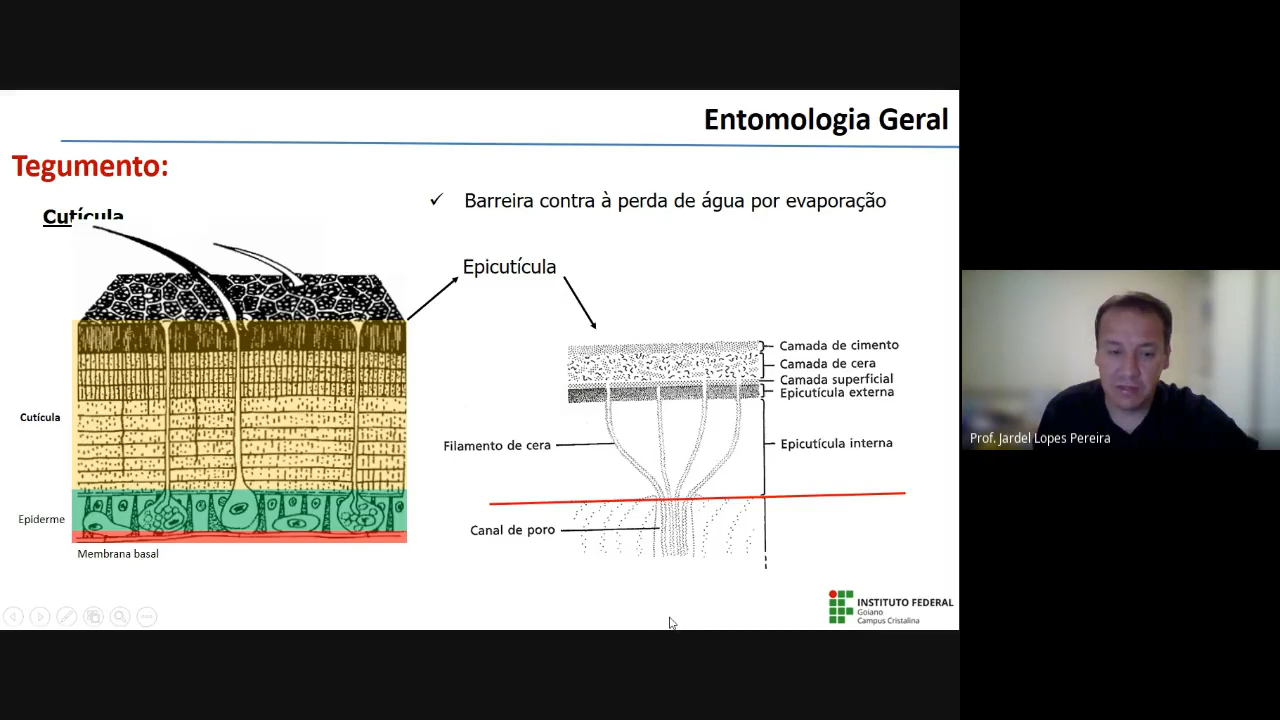 Entomologia Geral
Tegumento:
Cutícula
✓ Barreira contra à perda de água por evaporação
Epicutícula
Camada de cimento
Camada de cera
Camada superficial
Epicutícula externa
Cutícula
Filamento de cera
Epicutícula interna
Epiderme
Canal de poro
Membrana basal
INSTITUTO FEDERAL
Goiano
Campus Cristalina
Prof. Jardel Lopes Pereira